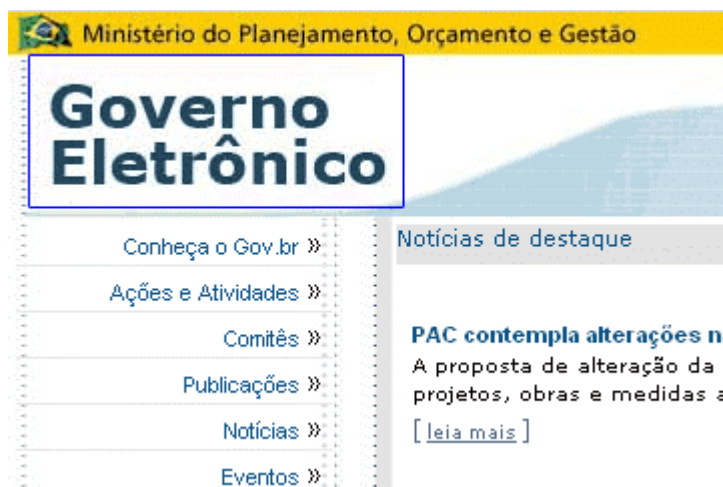 Ministério do Planejamento, Orçamento e Gestão
Governo
Eletrônico
Conheça o Gov.br »
Ações e Atividades »
Comitês »
Publicações »
Notícias »
Eventos »
Notícias de destaque
PAC contempla alterações n
A proposta de alteração da
projetos, obras e medidas a
[ leia mais ]